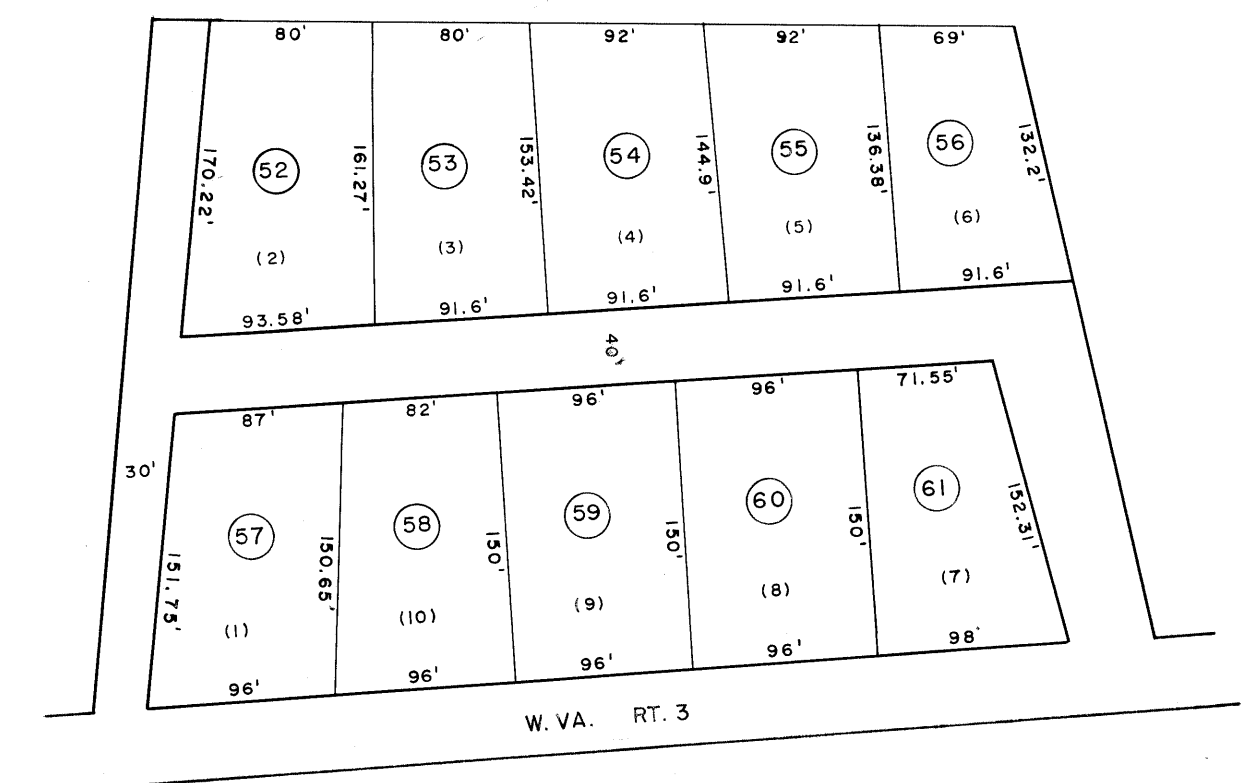 80' 80' 92' 92' 69'
170.22' 52 161.27' 53 153.42' 54 144.9' 55 136.38' 56 132.2'
(2) (3) (4) (5) (6)
93.58' 91.6' 91.6' 91.6' 91.6'
40'
87' 82' 96' 96' 71.55'
30'
151.75' 57 150.65' 58 150' 59 150' 60 150' 61 152.31'
(1) (10) (9) (8) (7)
96' 96' 96' 96' 98'
W. VA. RT. 3